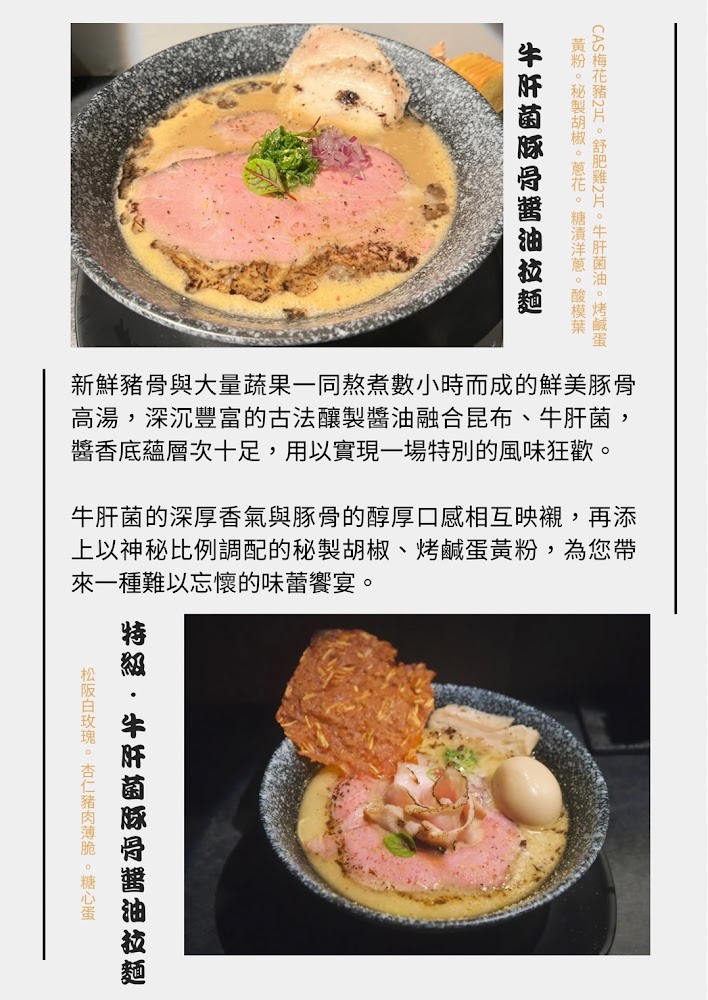 牛肝菌豚骨醬油拉麵
CAS梅花豬2片。舒肥雞2片。牛肝菌油。烤鹹蛋
黃粉。秘製胡椒。蔥花。糖漬洋蔥。酸模葉
新鮮豬骨與大量蔬果一同熬煮數小時而成的鮮美豚骨
高湯，深沉豐富的古法釀製醬油融合昆布、牛肝菌，
醬香底蘊層次十足，用以實現一場特別的風味狂歡。
牛肝菌的深厚香氣與豚骨的醇厚口感相互映襯，再添
上以神秘比例調配的秘製胡椒、烤鹹蛋黃粉，為您帶
來一種難以忘懷的味蕾饗宴。
特級・牛肝菌豚骨醬油拉麵
松阪白玫瑰。杏仁豬肉薄脆。糖心蛋